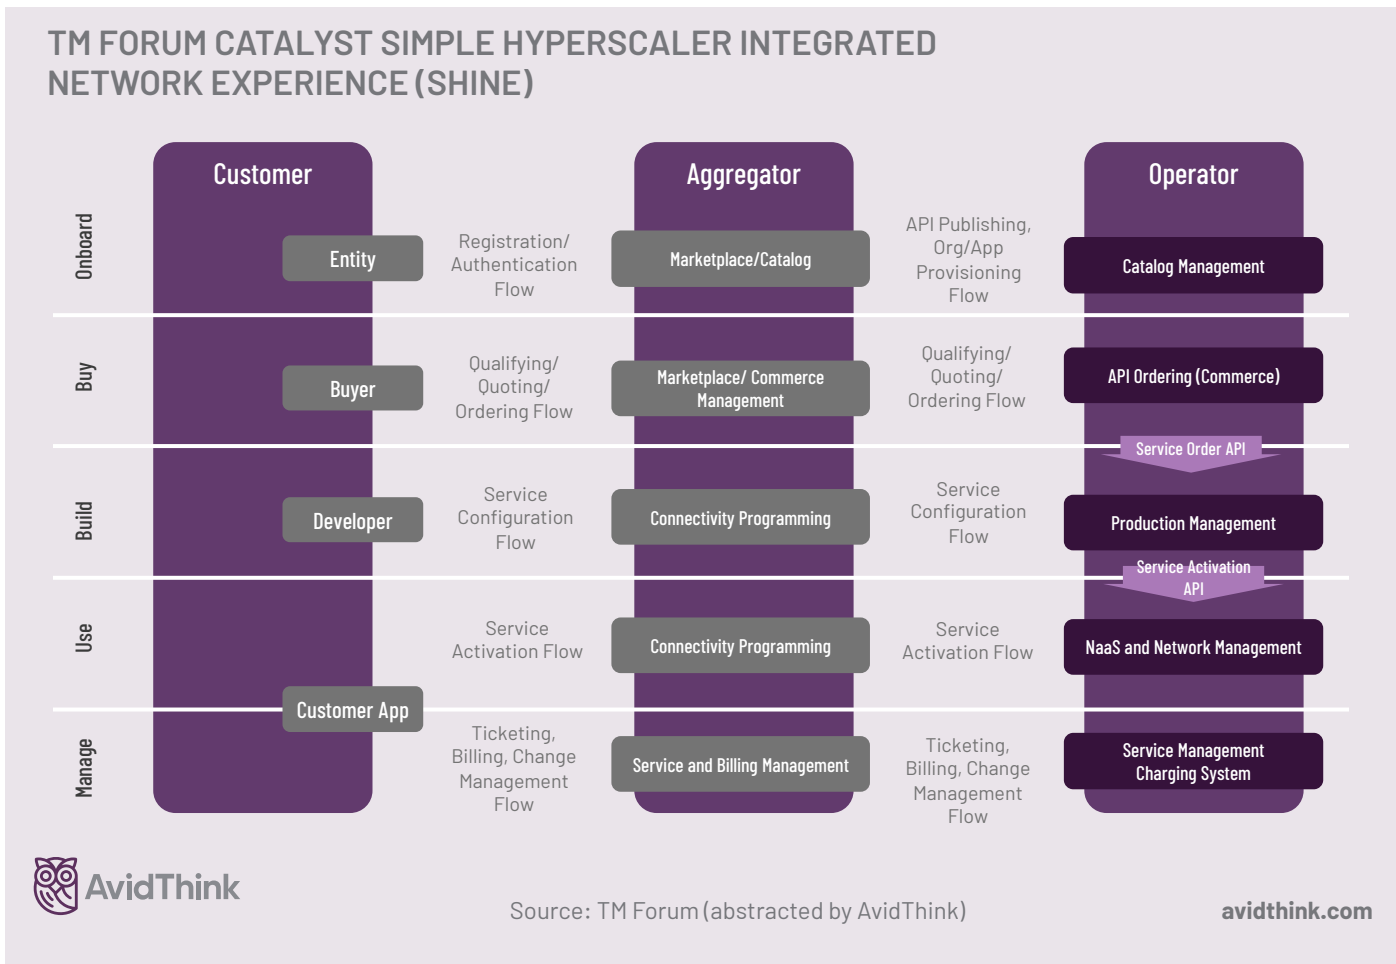 TM FORUM CATALYST SIMPLE HYPERSCALER INTEGRATED
NETWORK EXPERIENCE (SHINE)
Customer
Aggregator
Operator
Onboard
Entity
Registration/
Authentication
Flow
Marketplace/Catalog
API Publishing,
Org/App
Provisioning
Flow
Catalog Management
Buy
Buyer
Qualifying/
Quoting/
Ordering Flow
Marketplace/ Commerce
Management
Qualifying/
Quoting/
Ordering Flow
API Ordering (Commerce)
Service Order API
Build
Developer
Service
Configuration
Flow
Connectivity Programming
Service
Configuration
Flow
Production Management
Service Activation
API
Use
Service
Activation Flow
Connectivity Programming
Service
Activation Flow
NaaS and Network Management
Customer App
Manage
Ticketing,
Billing, Change
Management
Flow
Service and Billing Management
Ticketing,
Billing, Change
Management
Flow
Service Management
Charging System
AvidThink
Source: TM Forum (abstracted by AvidThink)
avidthink.com